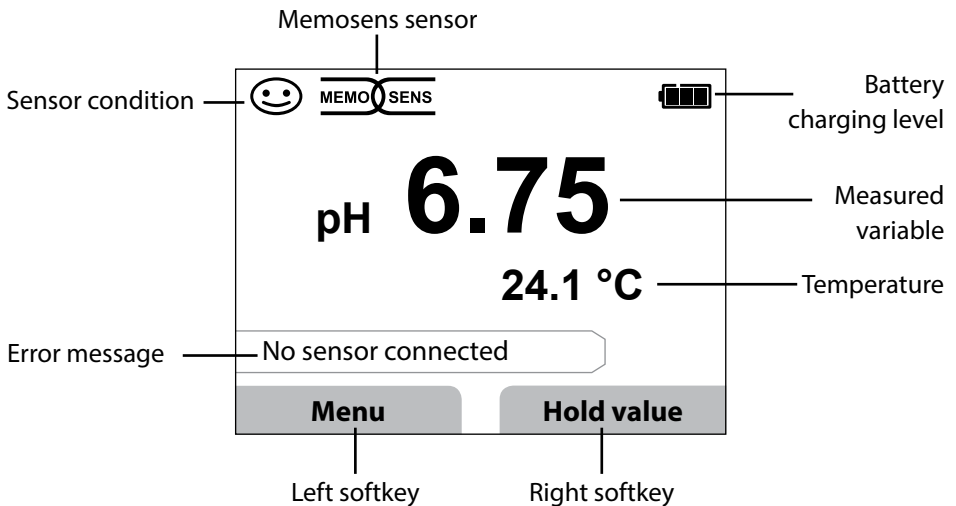 Memosens sensor
Sensor condition
MEMO SENS
Battery
charging level
pH 6.75
Measured
variable
24.1 °C
Temperature
Error message
No sensor connected
Menu
Hold value
Left softkey
Right softkey